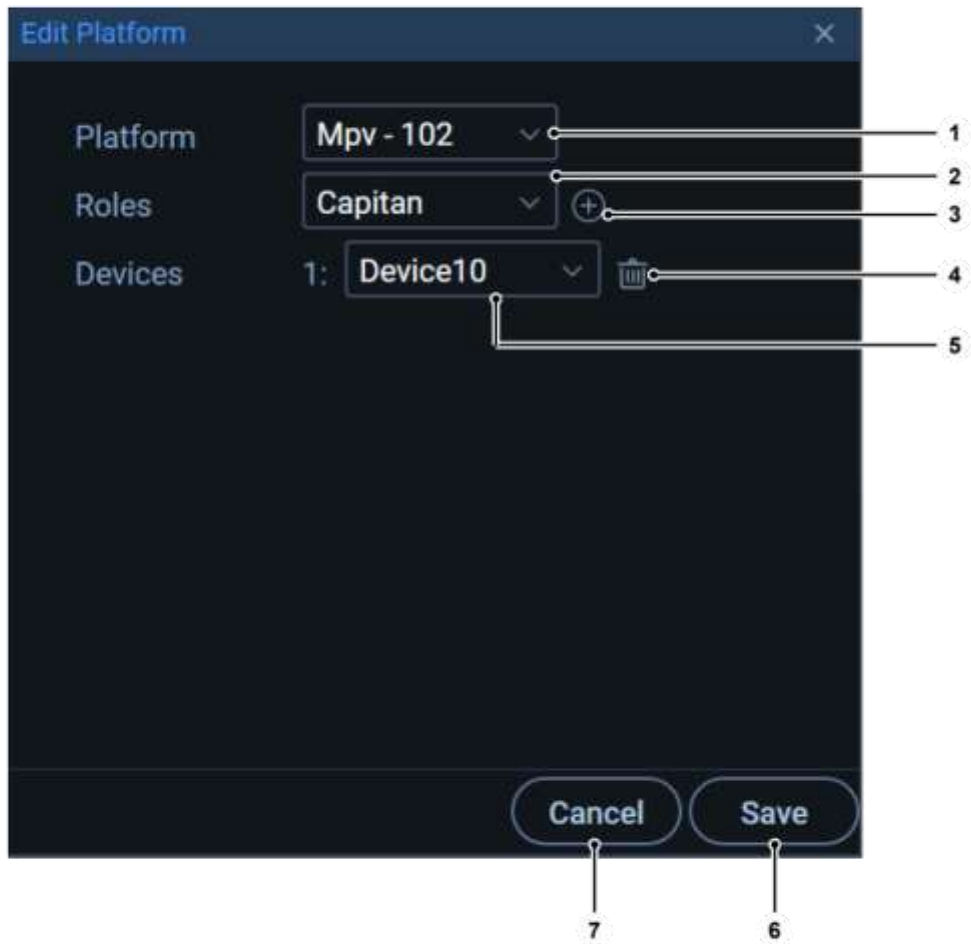 Edit Platform
Platform Mpv - 102 1
2
Roles Capitan 3
Devices 1: Device10 4
5
Cancel Save
7 6